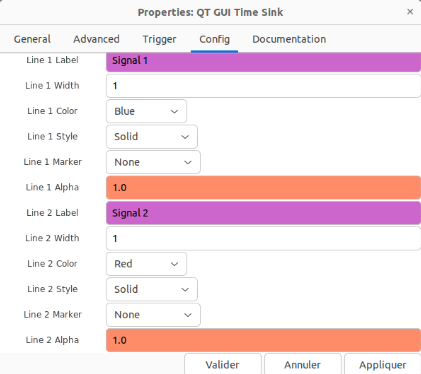 Properties: QT GUI Time Sink
×
General Advanced Trigger Config Documentation
Line 1 Label Signal 1
Line 1 Width 1
Line 1 Color Blue
Line 1 Style Solid
Line 1 Marker None
Line 1 Alpha 1.0
Line 2 Label Signal 2
Line 2 Width 1
Line 2 Color Red
Line 2 Style Solid
Line 2 Marker None
Line 2 Alpha 1.0
Valider Annuler Appliquer